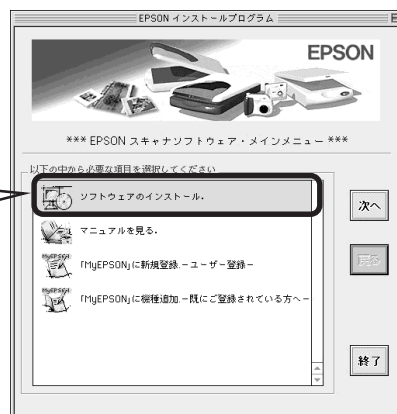 EPSON インストールプログラム
EPSON
*** EPSON スキャナソフトウェア・メインメニュー ***
以下の中から必要な項目を選択してください
ソフトウェアのインストール.
マニュアルを見る.
「MyEPSON」に新規登録.－ユーザー登録－
「MyEPSON」に機種追加.－既にご登録されている方へ－
次へ
戻る
終了